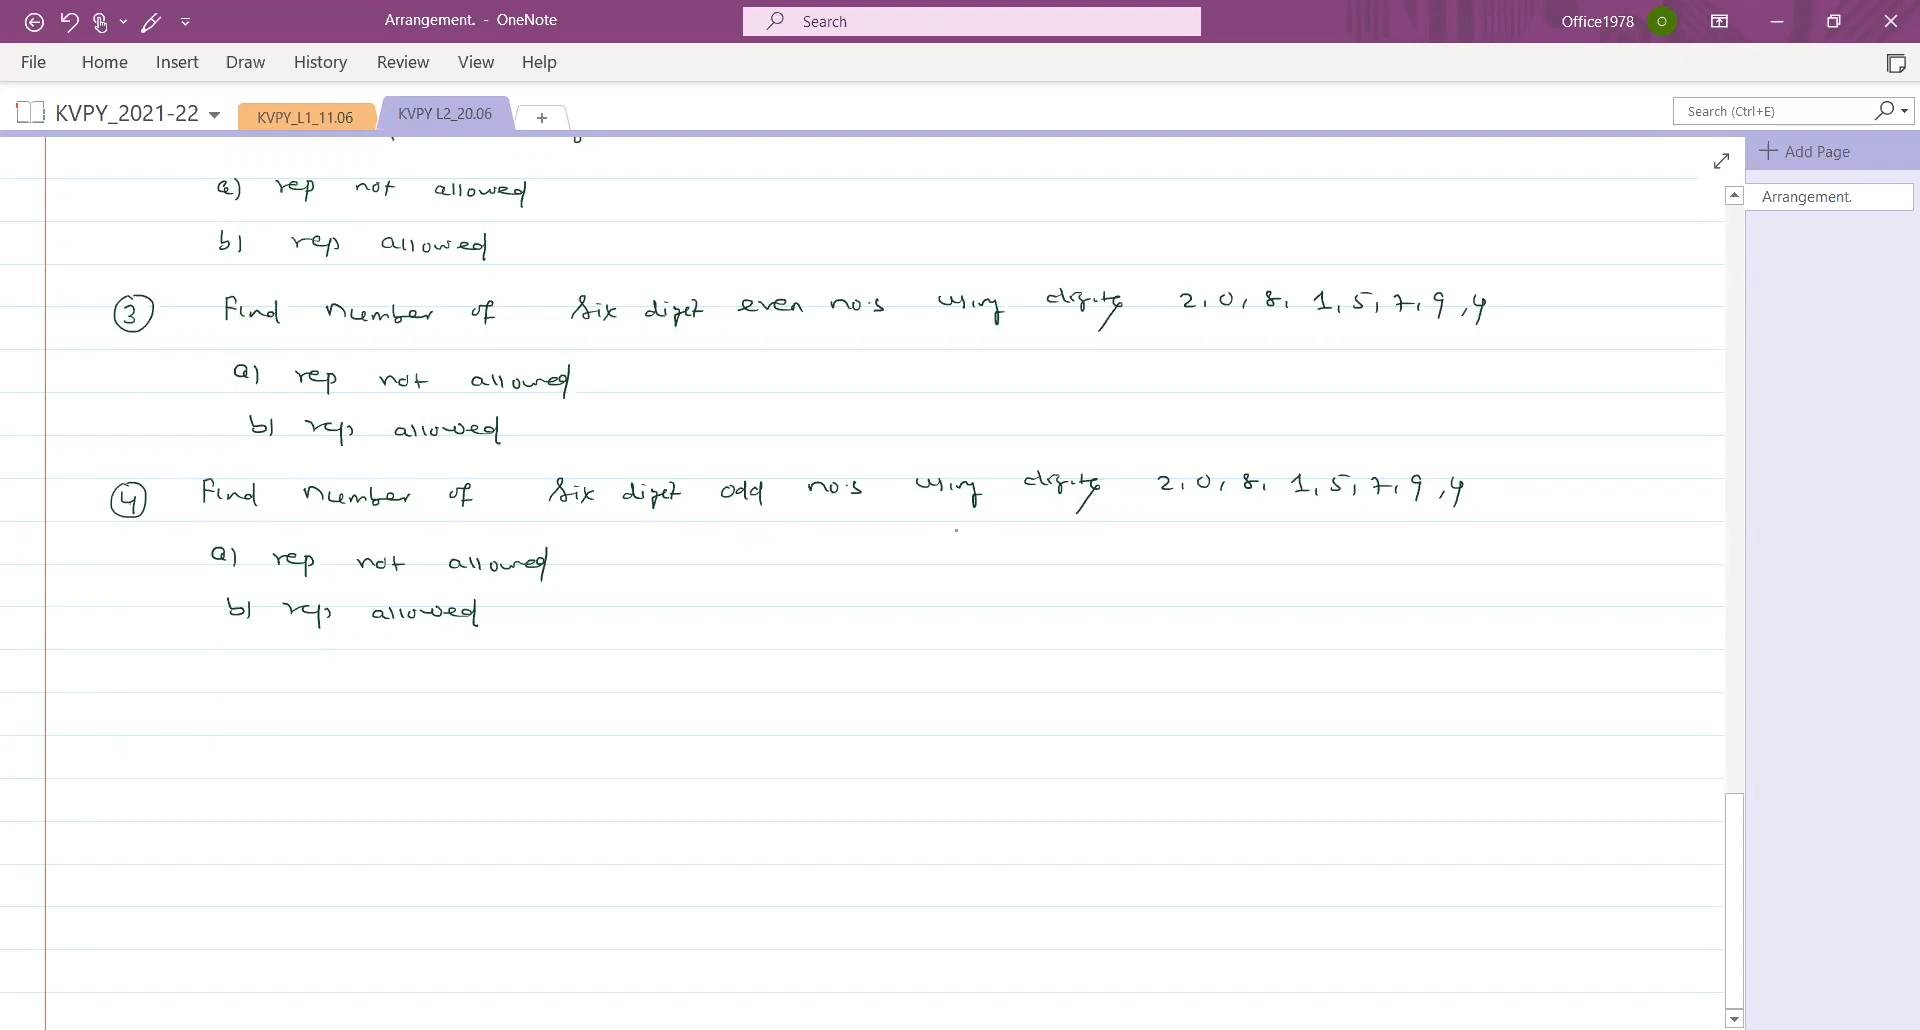 Arrangement. - OneNote
Search
Office1978
O
File Home Insert Draw History Review View Help
KVPY_2021-22
KVPY_L1_11.06
KVPY L2_20.06
+
Search (Ctrl+E)
+ Add Page
Arrangement.
a) rep not allowed
b) rep allowed
3 Find number of six digit even no.s using digits 2, 0, 8, 1, 5, 7, 9, 4
a) rep not allowed
b) rep allowed
4 Find number of six digit odd no.s using digits 2, 0, 8, 1, 5, 7, 9, 4
a) rep not allowed
b) rep allowed